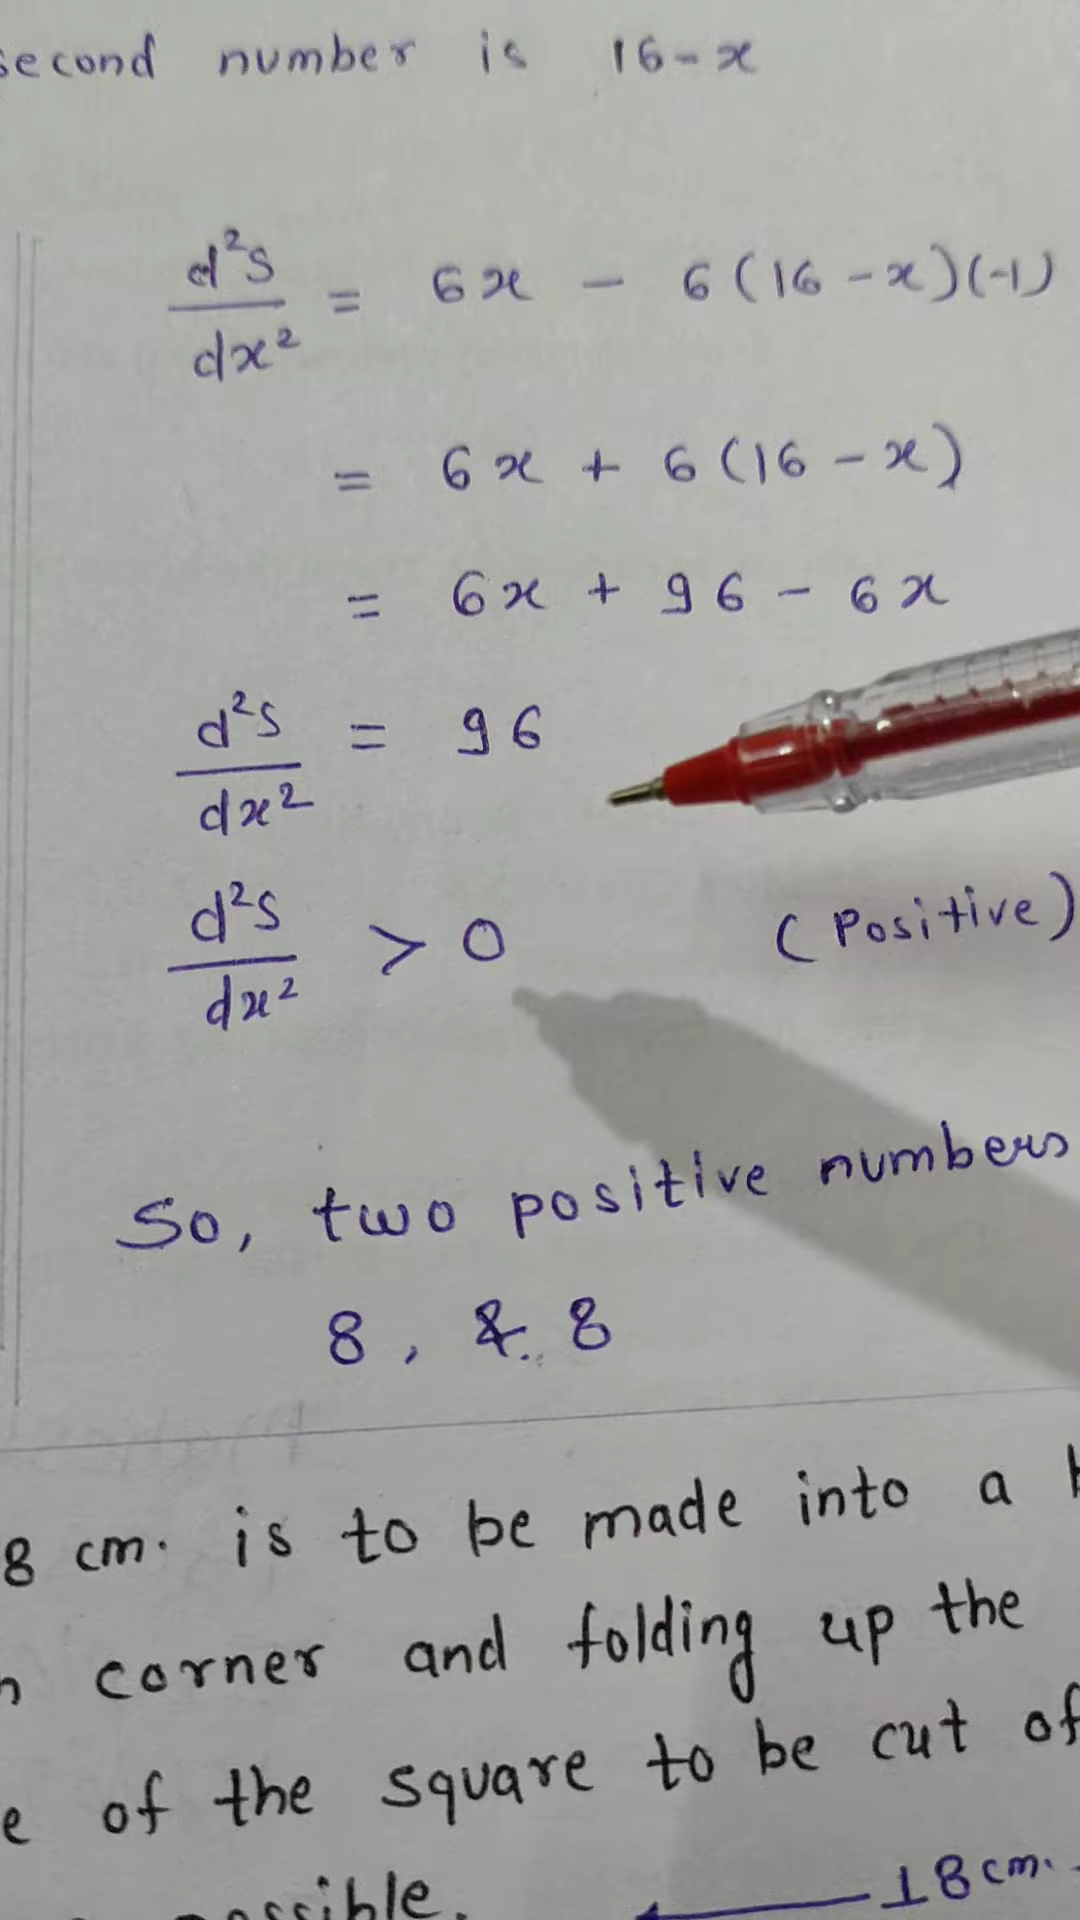 second number is 16-x
d²s/dx² = 6x - 6(16-x)(-1)
= 6x + 6(16-x)
= 6x + 96 - 6x
d²s/dx² = 96
d²s/dx² > 0 (Positive)
So, two positive numbers
8, & 8
8 cm. is to be made into a
corner and folding up the
of the square to be cut of
18 cm.